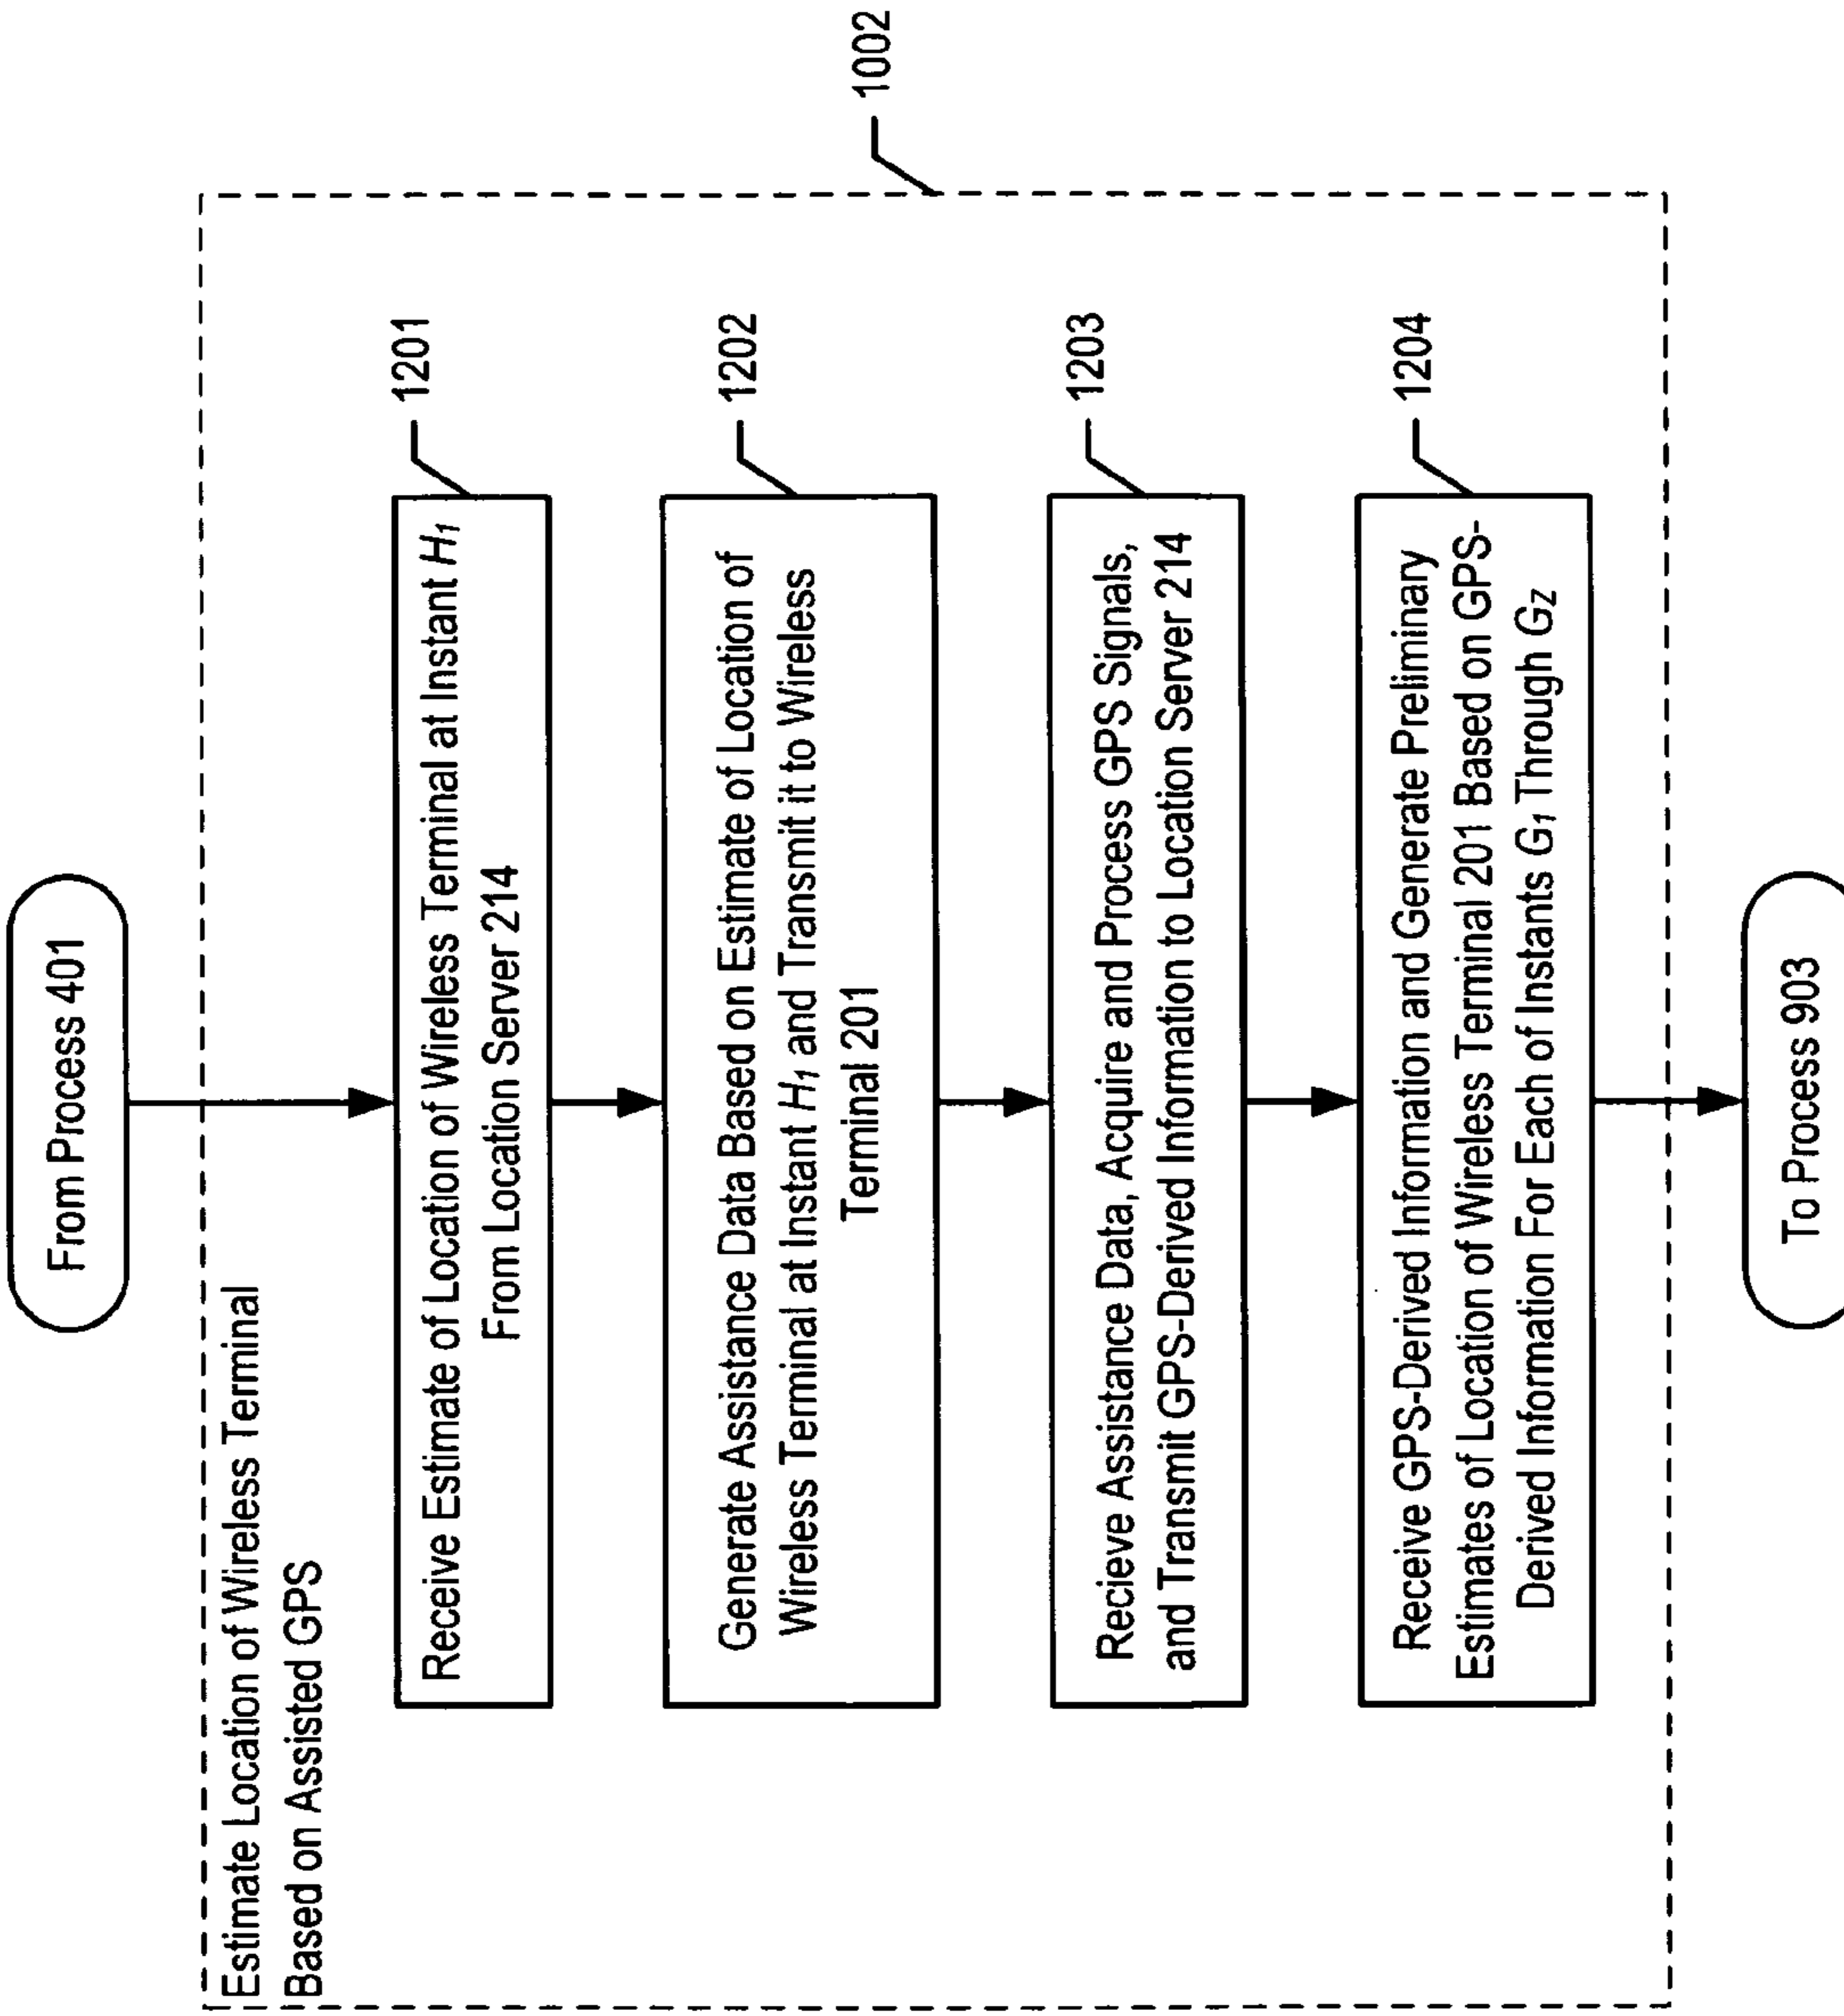 From Process 401
Estimate Location of Wireless Terminal
Based on Assisted GPS
1002
1201
Receive Estimate of Location of Wireless Terminal at Instant H1
From Location Server 214
1202
Generate Assistance Data Based on Estimate of Location of
Wireless Terminal at Instant H1 and Transmit it to Wireless
Terminal 201
1203
Recieve Assistance Data, Acquire and Process GPS Signals,
and Transmit GPS-Derived Information to Location Server 214
1204
Receive GPS-Derived Information and Generate Preliminary
Estimates of Location of Wireless Terminal 201 Based on GPS-
Derived Information For Each of Instants G1 Through GZ
To Process 903